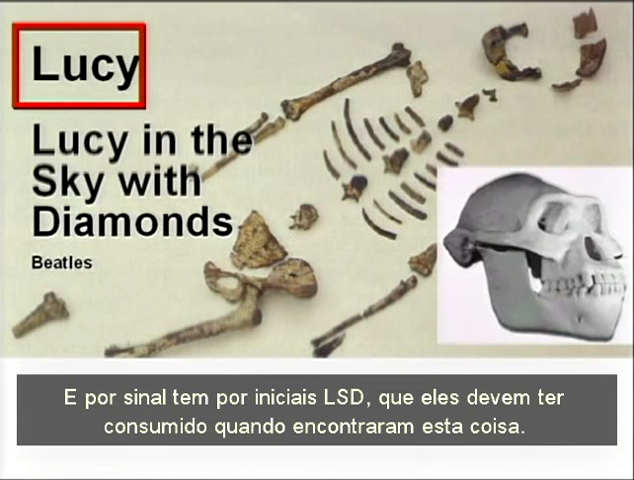 Lucy
Lucy in the
Sky with
Diamonds
Beatles
E por sinal tem por iniciais LSD, que eles devem ter
consumido quando encontraram esta coisa.